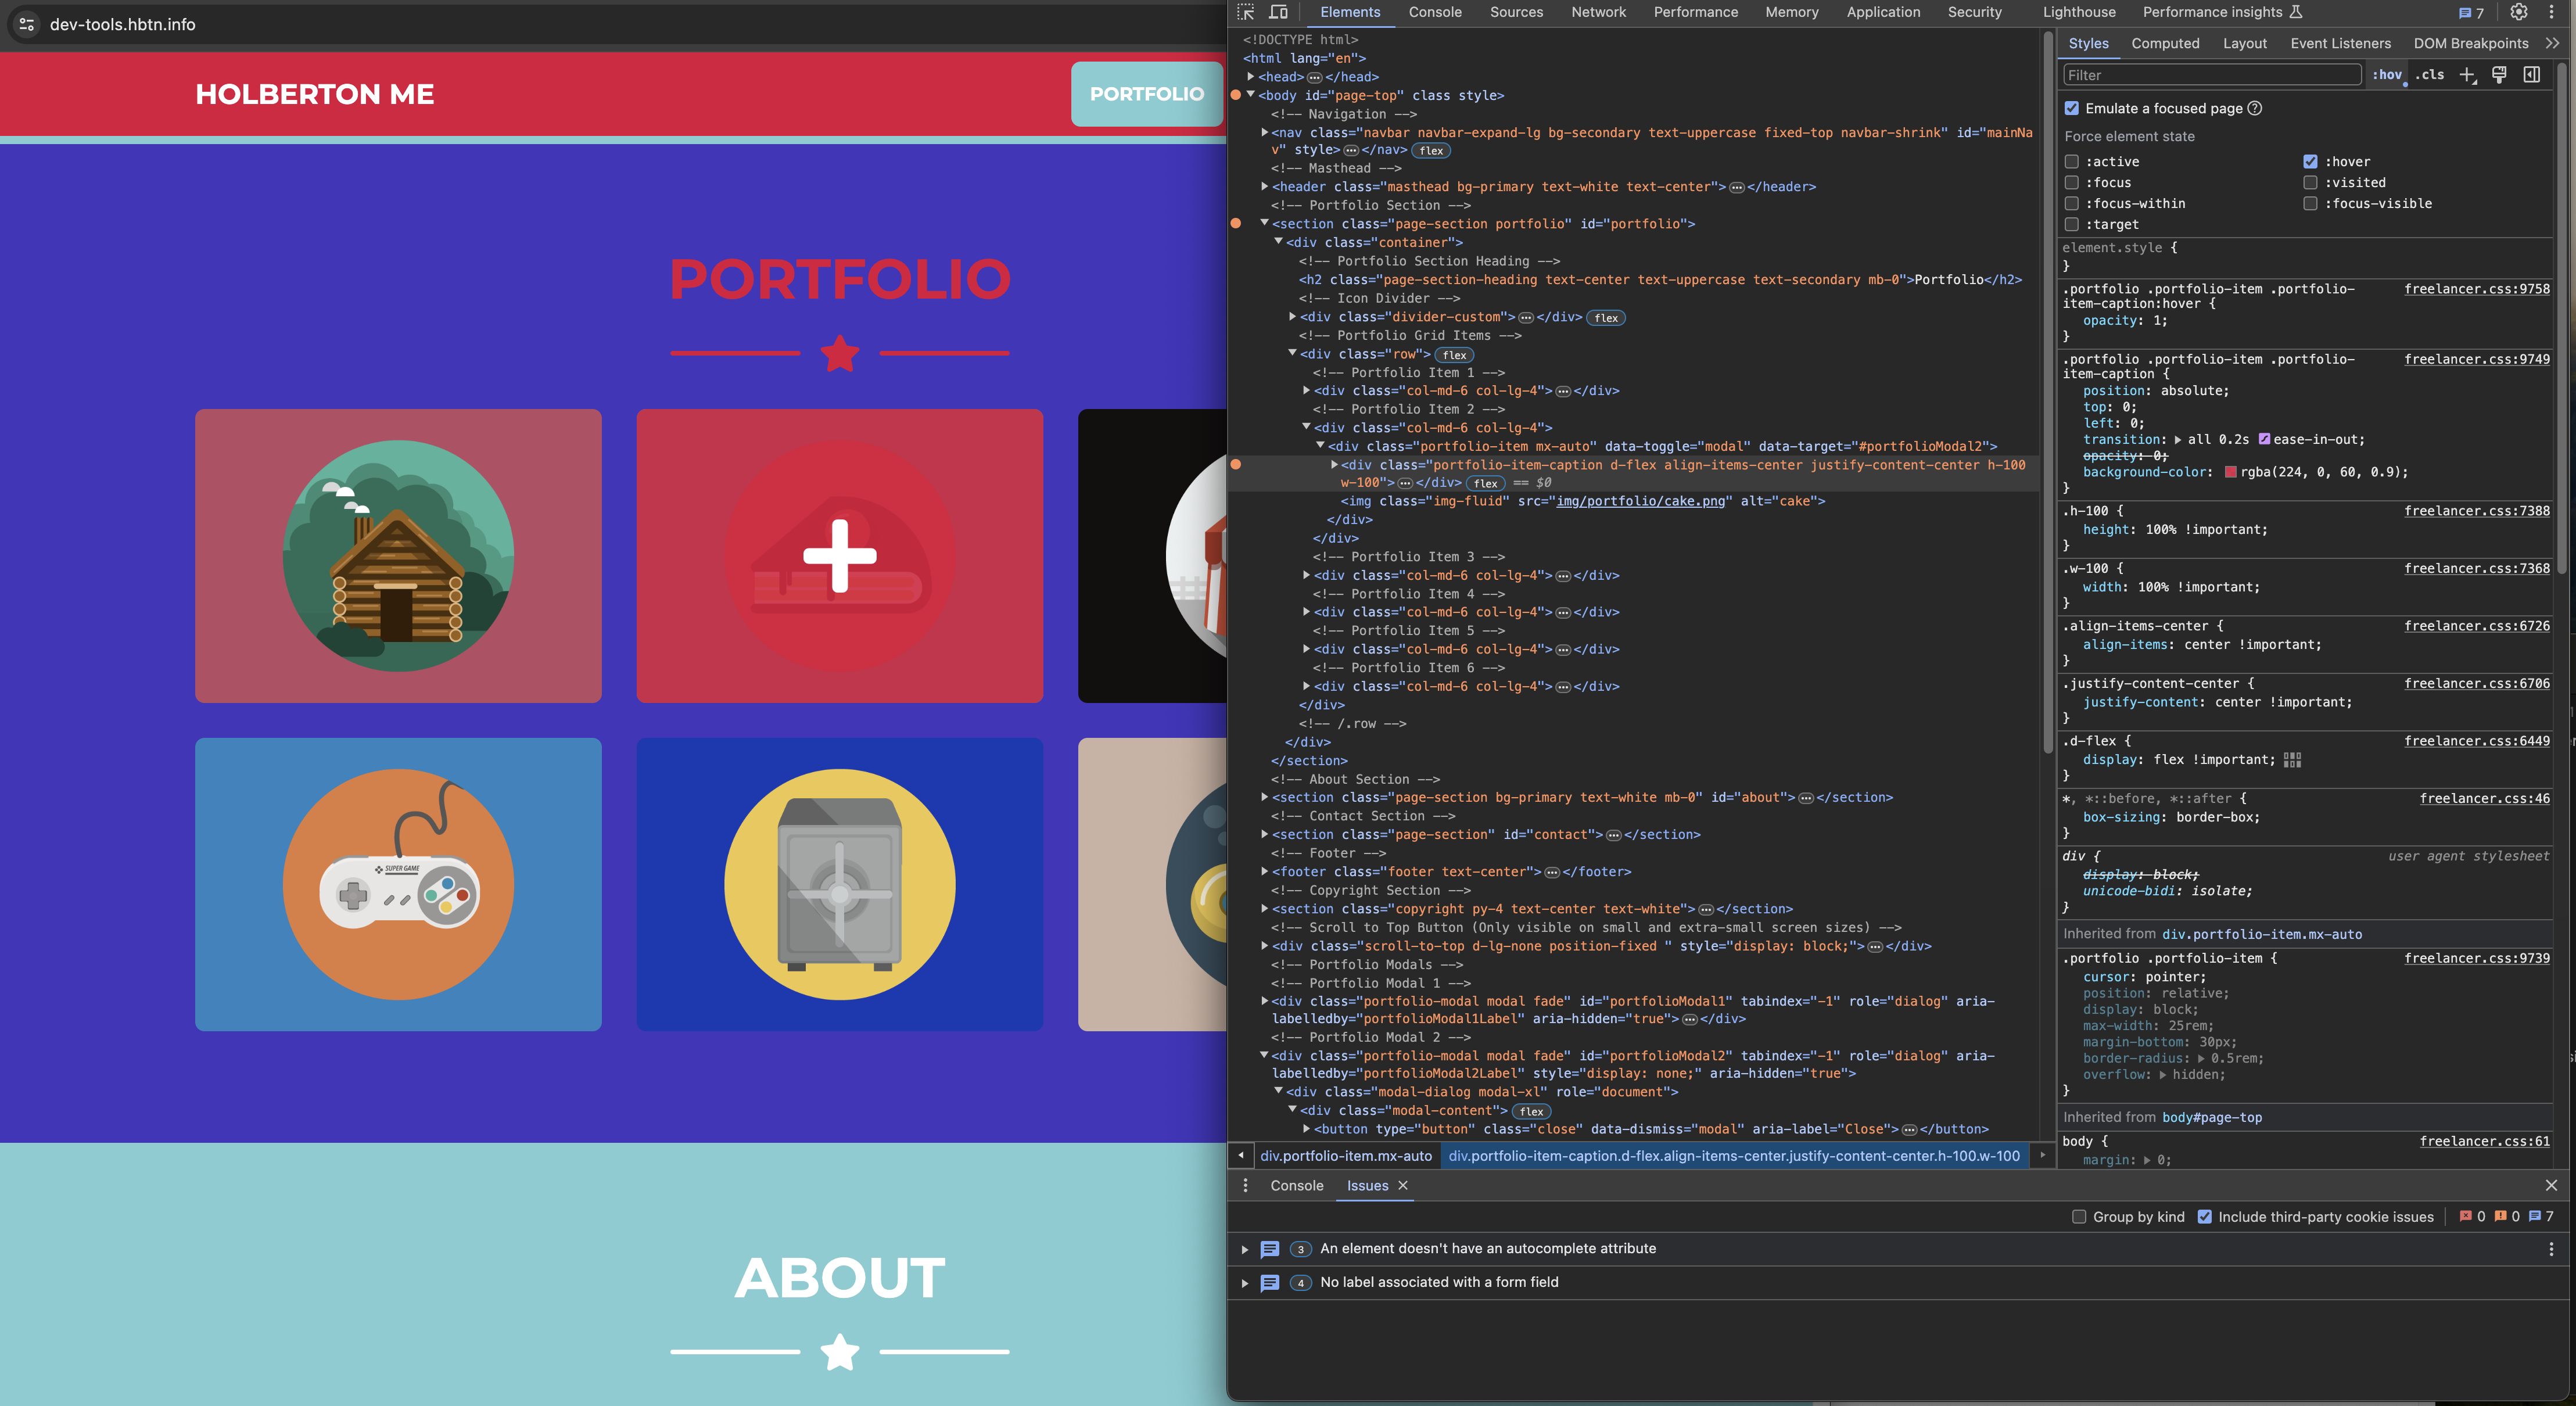 dev-tools.hbtn.info
HOLBERTON ME
PORTFOLIO
PORTFOLIO
SUPER GAME
ABOUT
Elements Console Sources Network Performance Memory Application Security Lighthouse Performance insights 7
<!DOCTYPE html>
<html lang="en">
<head>…</head>
<body id="page-top" class style>
<!-- Navigation -->
<nav class="navbar navbar-expand-lg bg-secondary text-uppercase fixed-top navbar-shrink" id="mainNa
v" style>…</nav> flex
<!-- Masthead -->
<header class="masthead bg-primary text-white text-center">…</header>
<!-- Portfolio Section -->
<section class="page-section portfolio" id="portfolio">
<div class="container">
<!-- Portfolio Section Heading -->
<h2 class="page-section-heading text-center text-uppercase text-secondary mb-0">Portfolio</h2>
<!-- Icon Divider -->
<div class="divider-custom">…</div> flex
<!-- Portfolio Grid Items -->
<div class="row"> flex
<!-- Portfolio Item 1 -->
<div class="col-md-6 col-lg-4">…</div>
<!-- Portfolio Item 2 -->
<div class="col-md-6 col-lg-4">
<div class="portfolio-item mx-auto" data-toggle="modal" data-target="#portfolioModal2">
<div class="portfolio-item-caption d-flex align-items-center justify-content-center h-100
w-100">…</div> flex == $0
<img class="img-fluid" src="img/portfolio/cake.png" alt="cake">
</div>
</div>
<!-- Portfolio Item 3 -->
<div class="col-md-6 col-lg-4">…</div>
<!-- Portfolio Item 4 -->
<div class="col-md-6 col-lg-4">…</div>
<!-- Portfolio Item 5 -->
<div class="col-md-6 col-lg-4">…</div>
<!-- Portfolio Item 6 -->
<div class="col-md-6 col-lg-4">…</div>
</div>
<!-- /.row -->
</div>
</section>
<!-- About Section -->
<section class="page-section bg-primary text-white mb-0" id="about">…</section>
<!-- Contact Section -->
<section class="page-section" id="contact">…</section>
<!-- Footer -->
<footer class="footer text-center">…</footer>
<!-- Copyright Section -->
<section class="copyright py-4 text-center text-white">…</section>
<!-- Scroll to Top Button (Only visible on small and extra-small screen sizes) -->
<div class="scroll-to-top d-lg-none position-fixed " style="display: block;">…</div>
<!-- Portfolio Modals -->
<!-- Portfolio Modal 1 -->
<div class="portfolio-modal modal fade" id="portfolioModal1" tabindex="-1" role="dialog" aria-
labelledby="portfolioModal1Label" aria-hidden="true">…</div>
<!-- Portfolio Modal 2 -->
<div class="portfolio-modal modal fade" id="portfolioModal2" tabindex="-1" role="dialog" aria-
labelledby="portfolioModal2Label" style="display: none;" aria-hidden="true">
<div class="modal-dialog modal-xl" role="document">
<div class="modal-content"> flex
<button type="button" class="close" data-dismiss="modal" aria-label="Close">…</button>
div.portfolio-item.mx-auto div.portfolio-item-caption.d-flex.align-items-center.justify-content-center.h-100.w-100
Styles Computed Layout Event Listeners DOM Breakpoints
Filter :hov .cls
Emulate a focused page
Force element state
:active :hover
:focus :visited
:focus-within :focus-visible
:target
element.style {
}
.portfolio .portfolio-item .portfolio- freelancer.css:9758
item-caption:hover {
opacity: 1;
}
.portfolio .portfolio-item .portfolio- freelancer.css:9749
item-caption {
position: absolute;
top: 0;
left: 0;
transition: all 0.2s ease-in-out;
opacity: 0;
background-color: rgba(224, 0, 60, 0.9);
}
.h-100 { freelancer.css:7388
height: 100% !important;
}
.w-100 { freelancer.css:7368
width: 100% !important;
}
.align-items-center { freelancer.css:6726
align-items: center !important;
}
.justify-content-center { freelancer.css:6706
justify-content: center !important;
}
.d-flex { freelancer.css:6449
display: flex !important;
}
*, *::before, *::after { freelancer.css:46
box-sizing: border-box;
}
div { user agent stylesheet
display: block;
unicode-bidi: isolate;
}
Inherited from div.portfolio-item.mx-auto
.portfolio .portfolio-item { freelancer.css:9739
cursor: pointer;
position: relative;
display: block;
max-width: 25rem;
margin-bottom: 30px;
border-radius: 0.5rem;
overflow: hidden;
}
Inherited from body#page-top
body { freelancer.css:61
margin: 0;
Console Issues
Group by kind Include third-party cookie issues 0 0 7
3 An element doesn't have an autocomplete attribute
4 No label associated with a form field